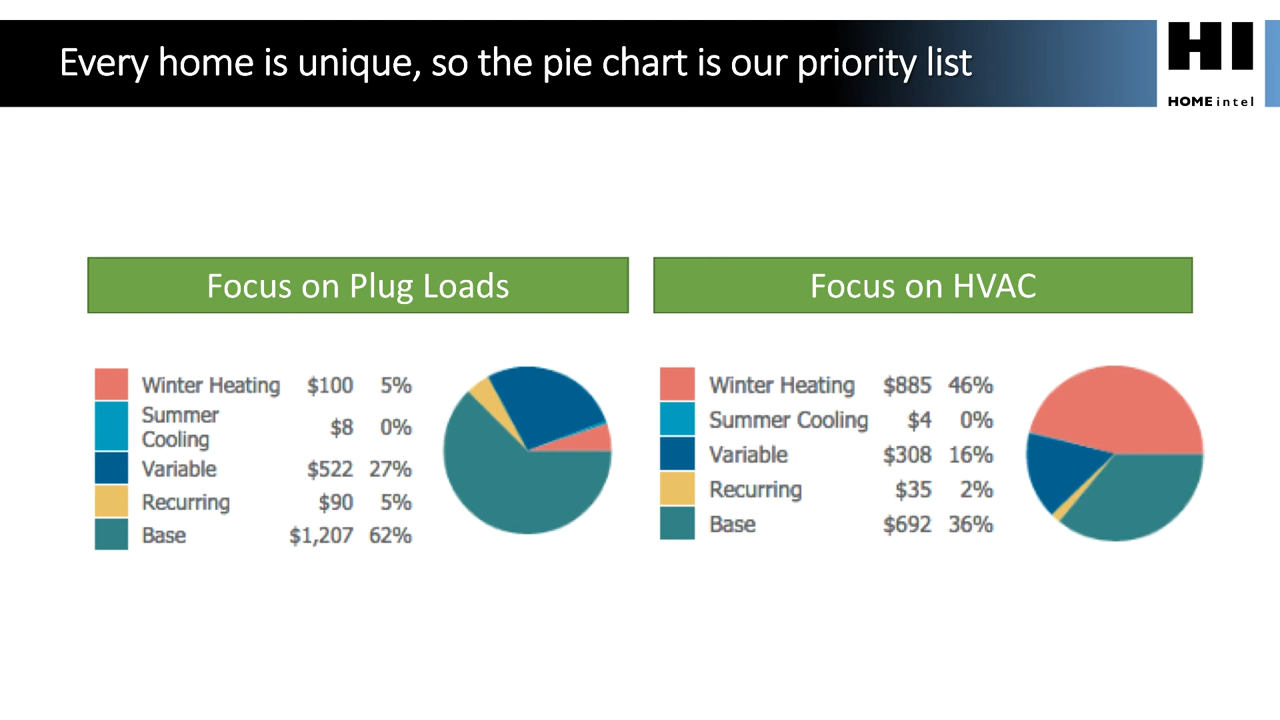 Every home is unique, so the pie chart is our priority list
HI
HOMEintel
Focus on Plug Loads
Winter Heating $100 5%
Summer
Cooling $8 0%
Variable $522 27%
Recurring $90 5%
Base $1,207 62%
Focus on HVAC
Winter Heating $885 46%
Summer Cooling $4 0%
Variable $308 16%
Recurring $35 2%
Base $692 36%